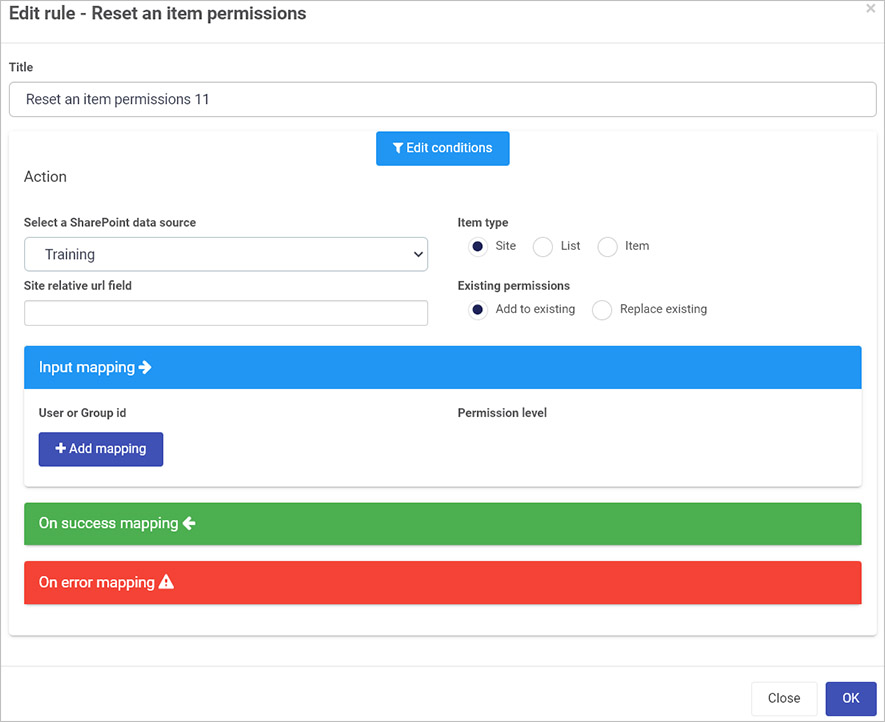 Edit rule - Reset an item permissions
Title
Reset an item permissions 11
Edit conditions
Action
Select a SharePoint data source
Item type
Training
Site List Item
Site relative url field
Existing permissions
Add to existing Replace existing
Input mapping
User or Group id
Permission level
Add mapping
On success mapping
On error mapping
Close
OK